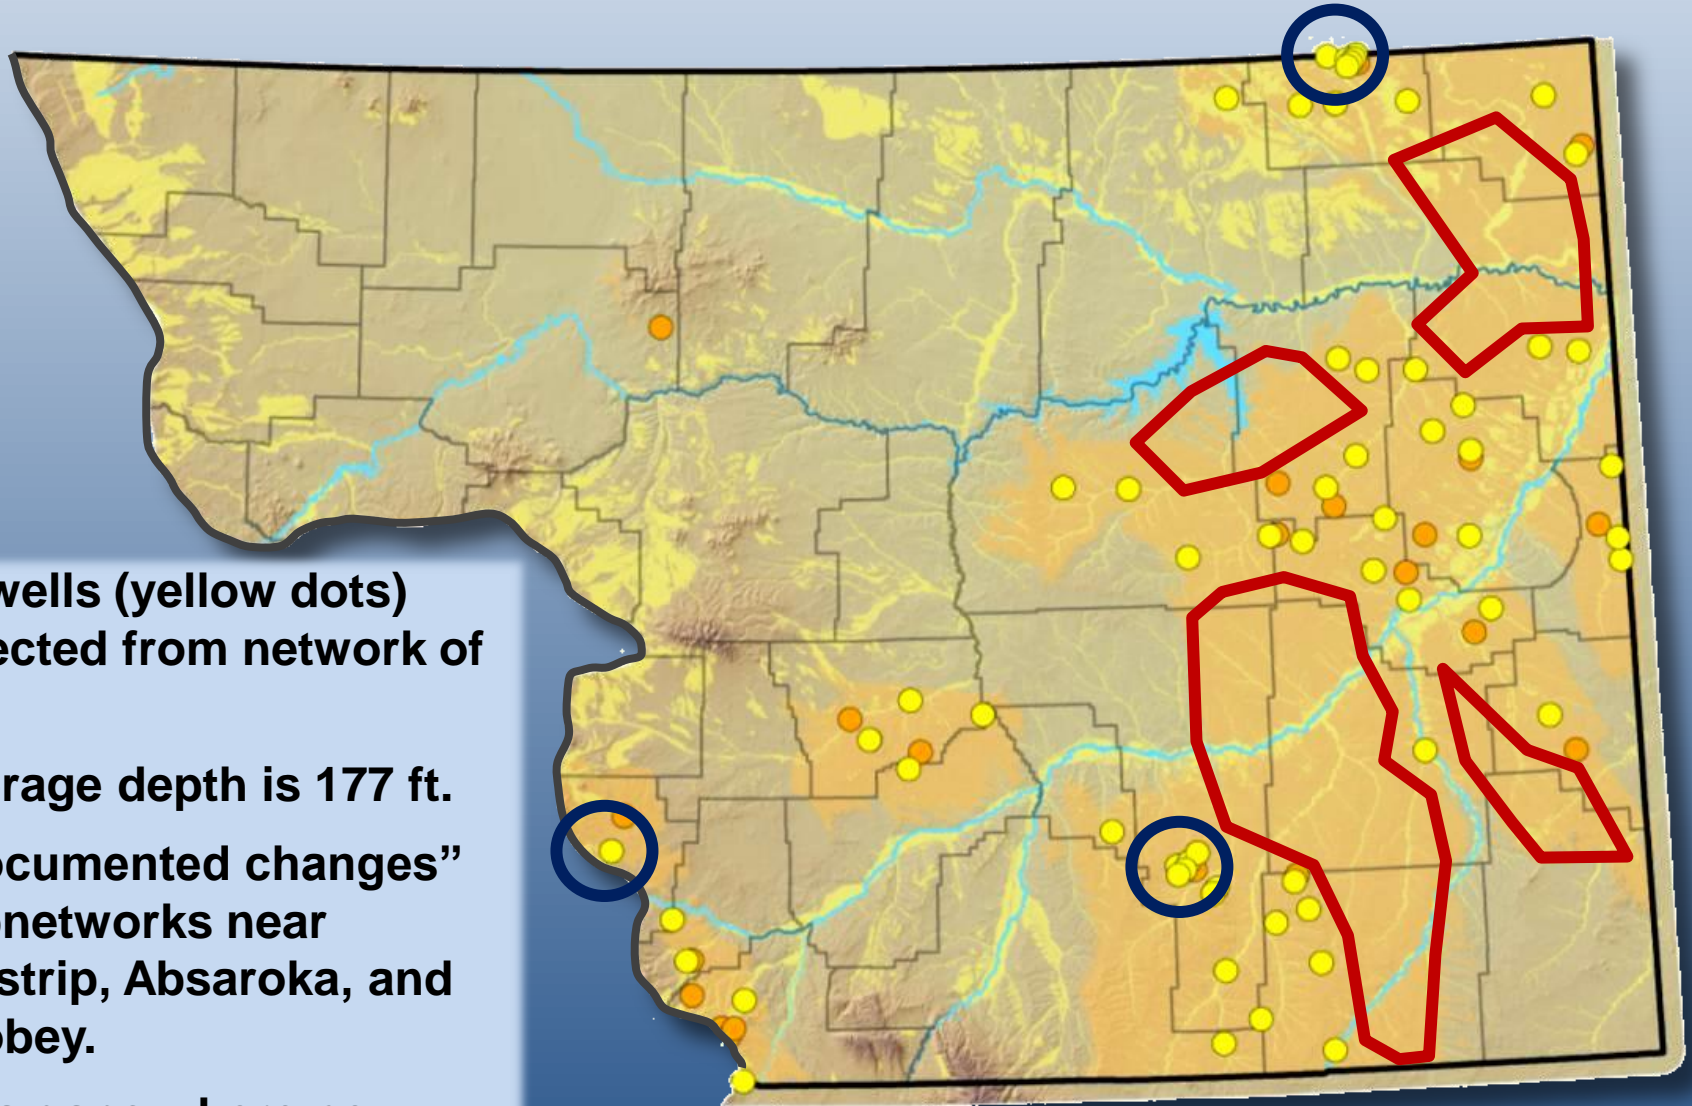 wells (yellow dots)
ected from network of
rage depth is 177 ft.
ocumented changes”
networks near
strip, Absaroka, and
obey.